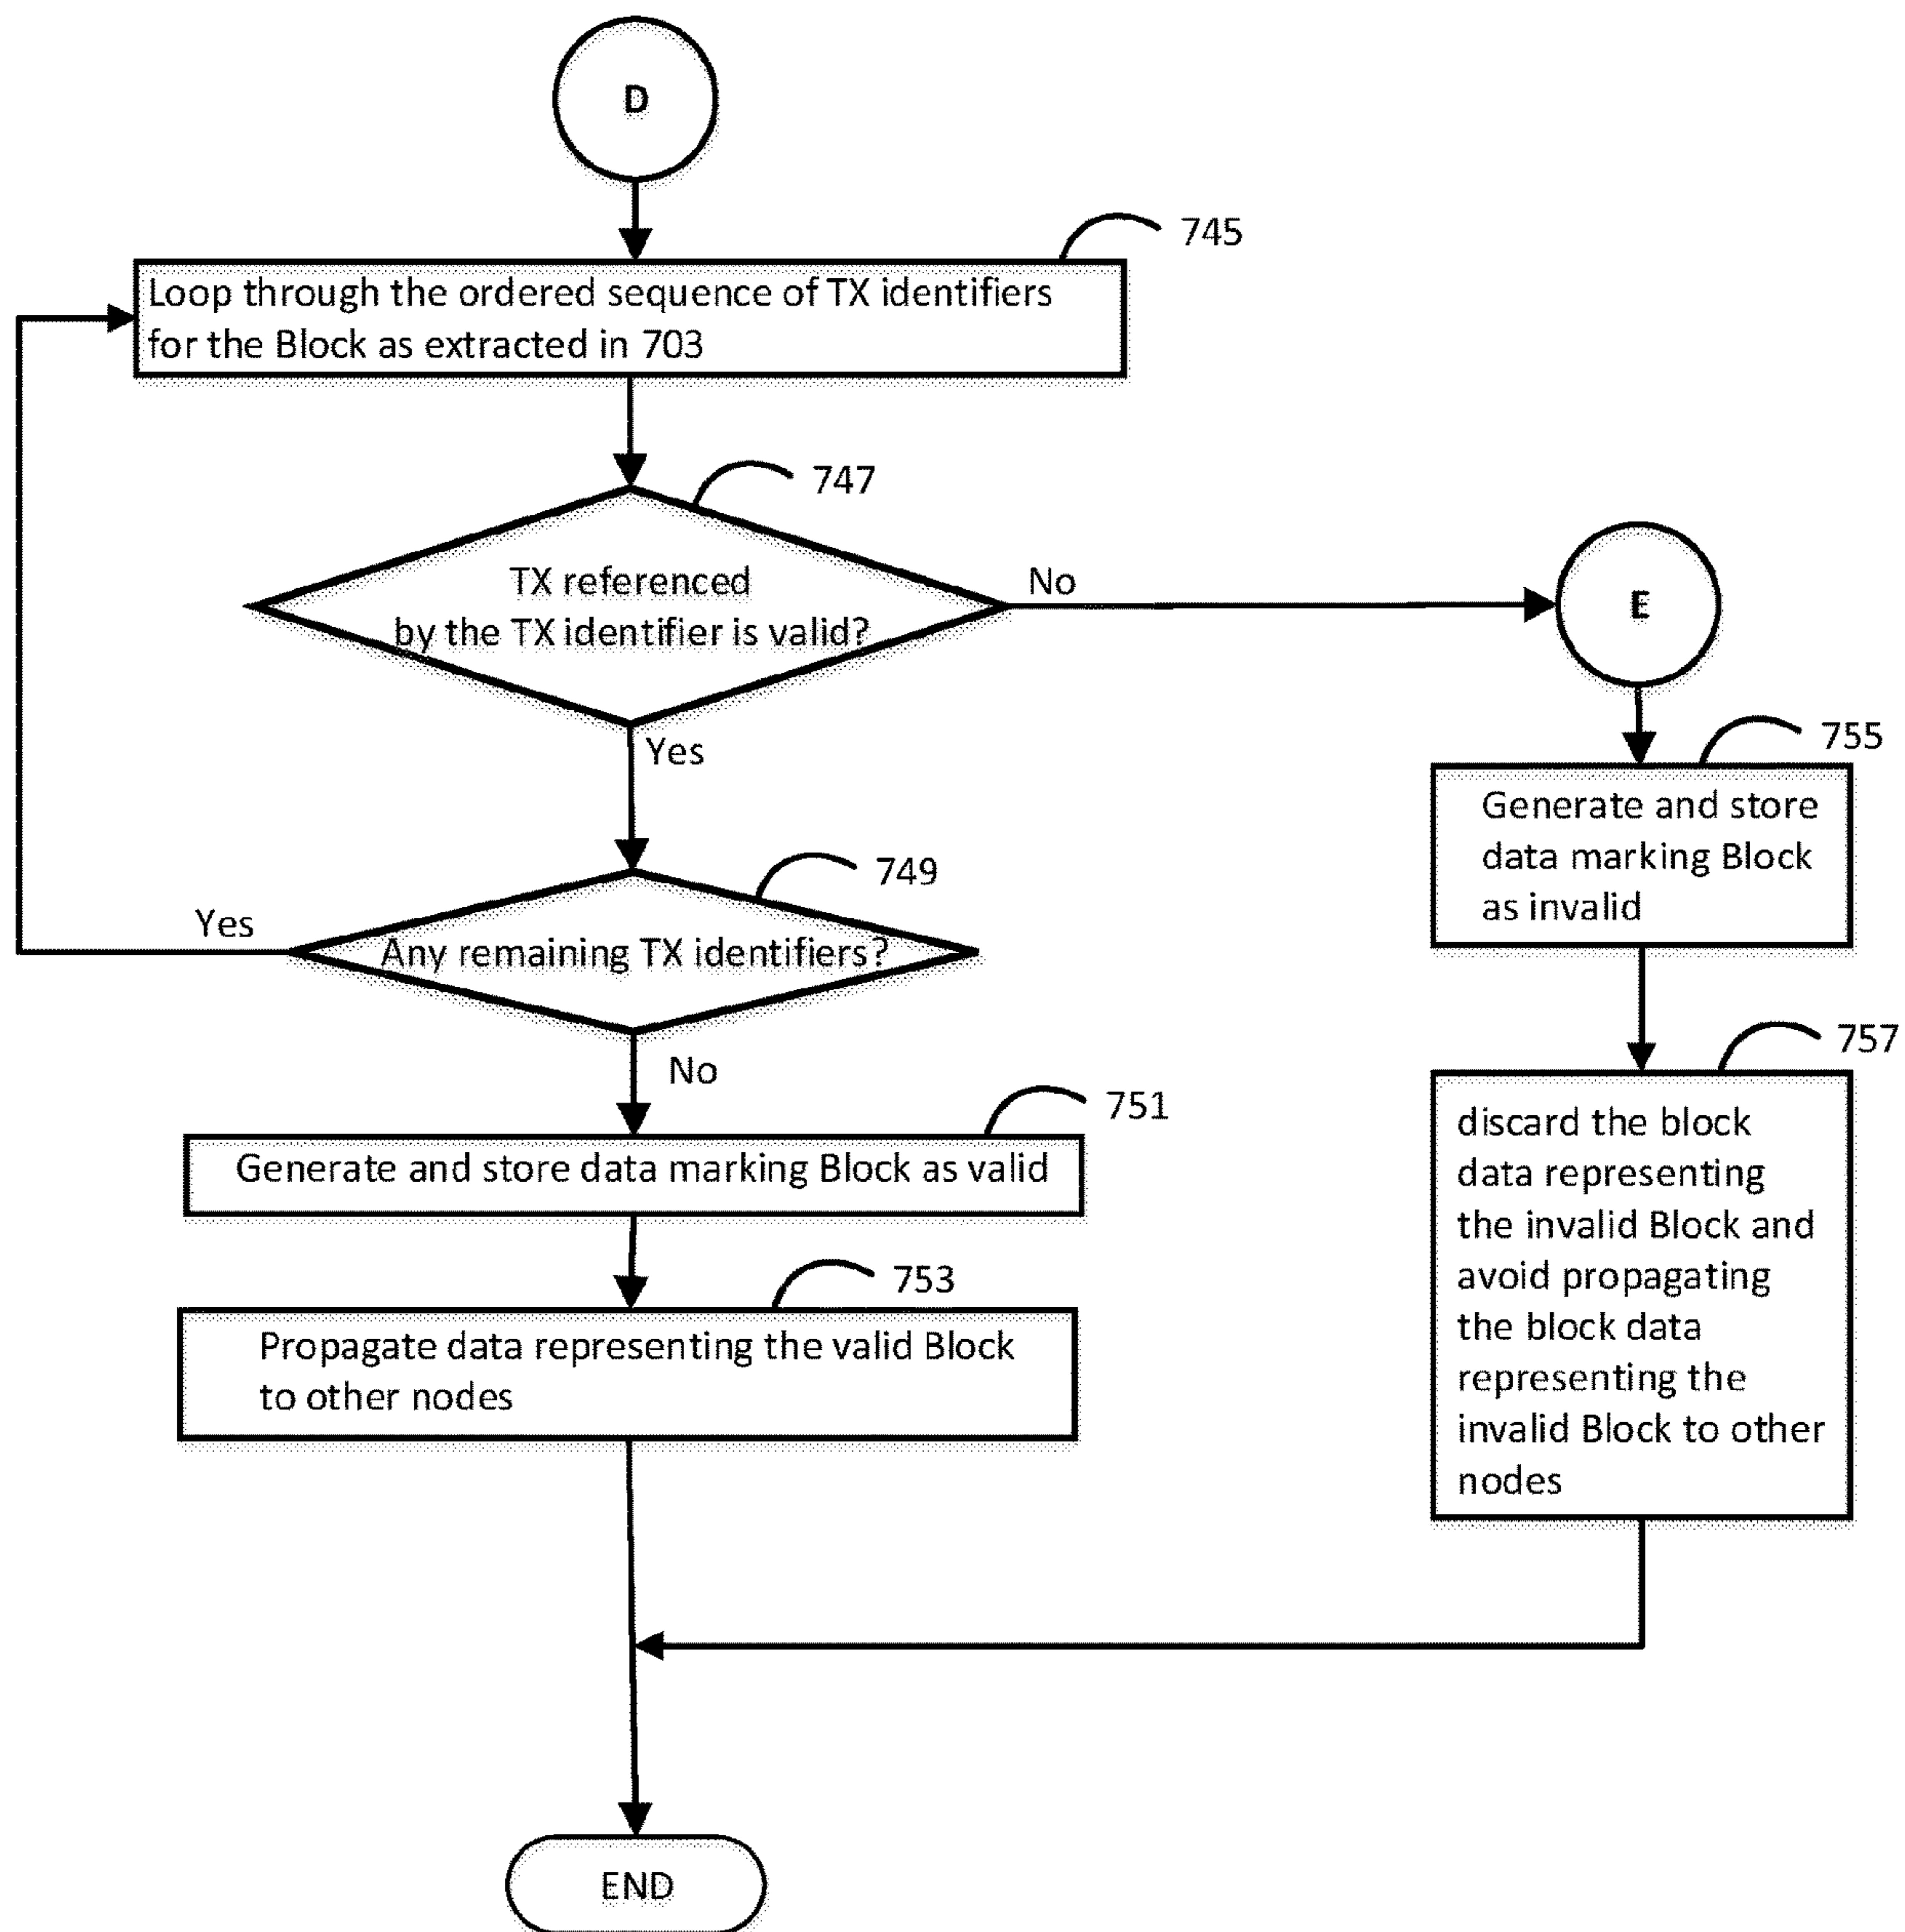 D
745
Loop through the ordered sequence of TX identifiers
for the Block as extracted in 703
747
TX referenced
by the TX identifier is valid?
No
E
Yes
755
Generate and store
data marking Block
as invalid
749
Yes
Any remaining TX identifiers?
No
757
discard the block
data representing
the invalid Block and
avoid propagating
the block data
representing the
invalid Block to other
nodes
751
Generate and store data marking Block as valid
753
Propagate data representing the valid Block
to other nodes
END